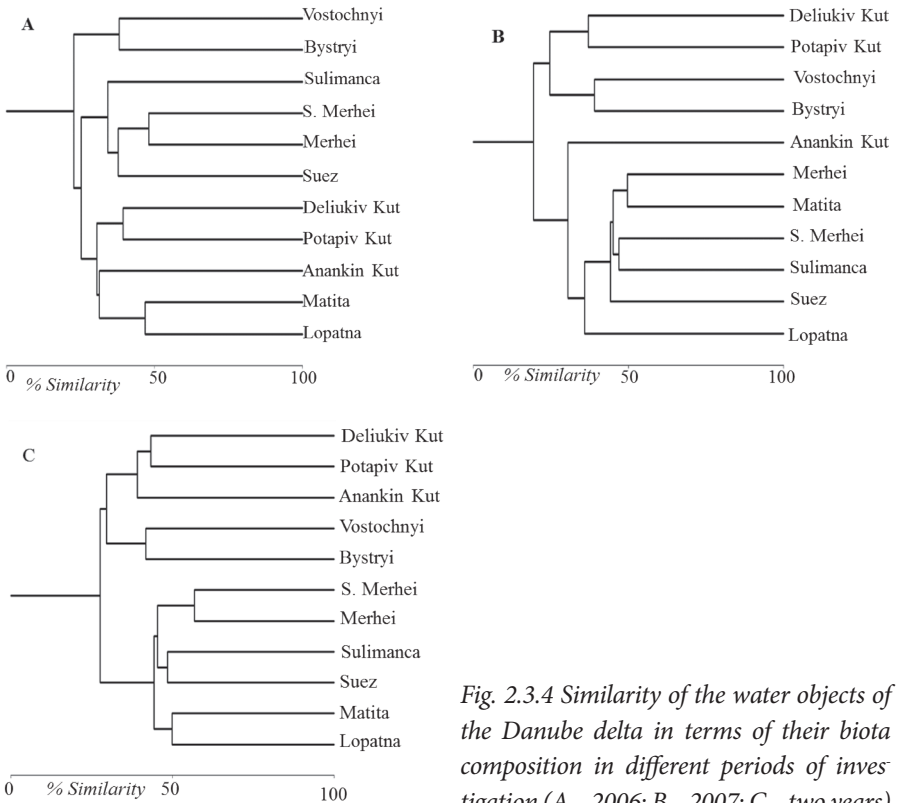 A
Vostochnyi
Bystryi
Sulimanca
S. Merhei
Merhei
Suez
Deliukiv Kut
Potapiv Kut
Anankin Kut
Matita
Lopatna
0 % Similarity 50 100
B
Deliukiv Kut
Potapiv Kut
Vostochnyi
Bystryi
Anankin Kut
Merhei
Matita
S. Merhei
Sulimanca
Suez
Lopatna
0 % Similarity 50 100
C
Deliukiv Kut
Potapiv Kut
Anankin Kut
Vostochnyi
Bystryi
S. Merhei
Merhei
Sulimanca
Suez
Matita
Lopatna
0 % Similarity 50 100
Fig. 2.3.4 Similarity of the water objects of
the Danube delta in terms of their biota
composition in different periods of inves-
tigation (A – 2006; B – 2007; C – two years)